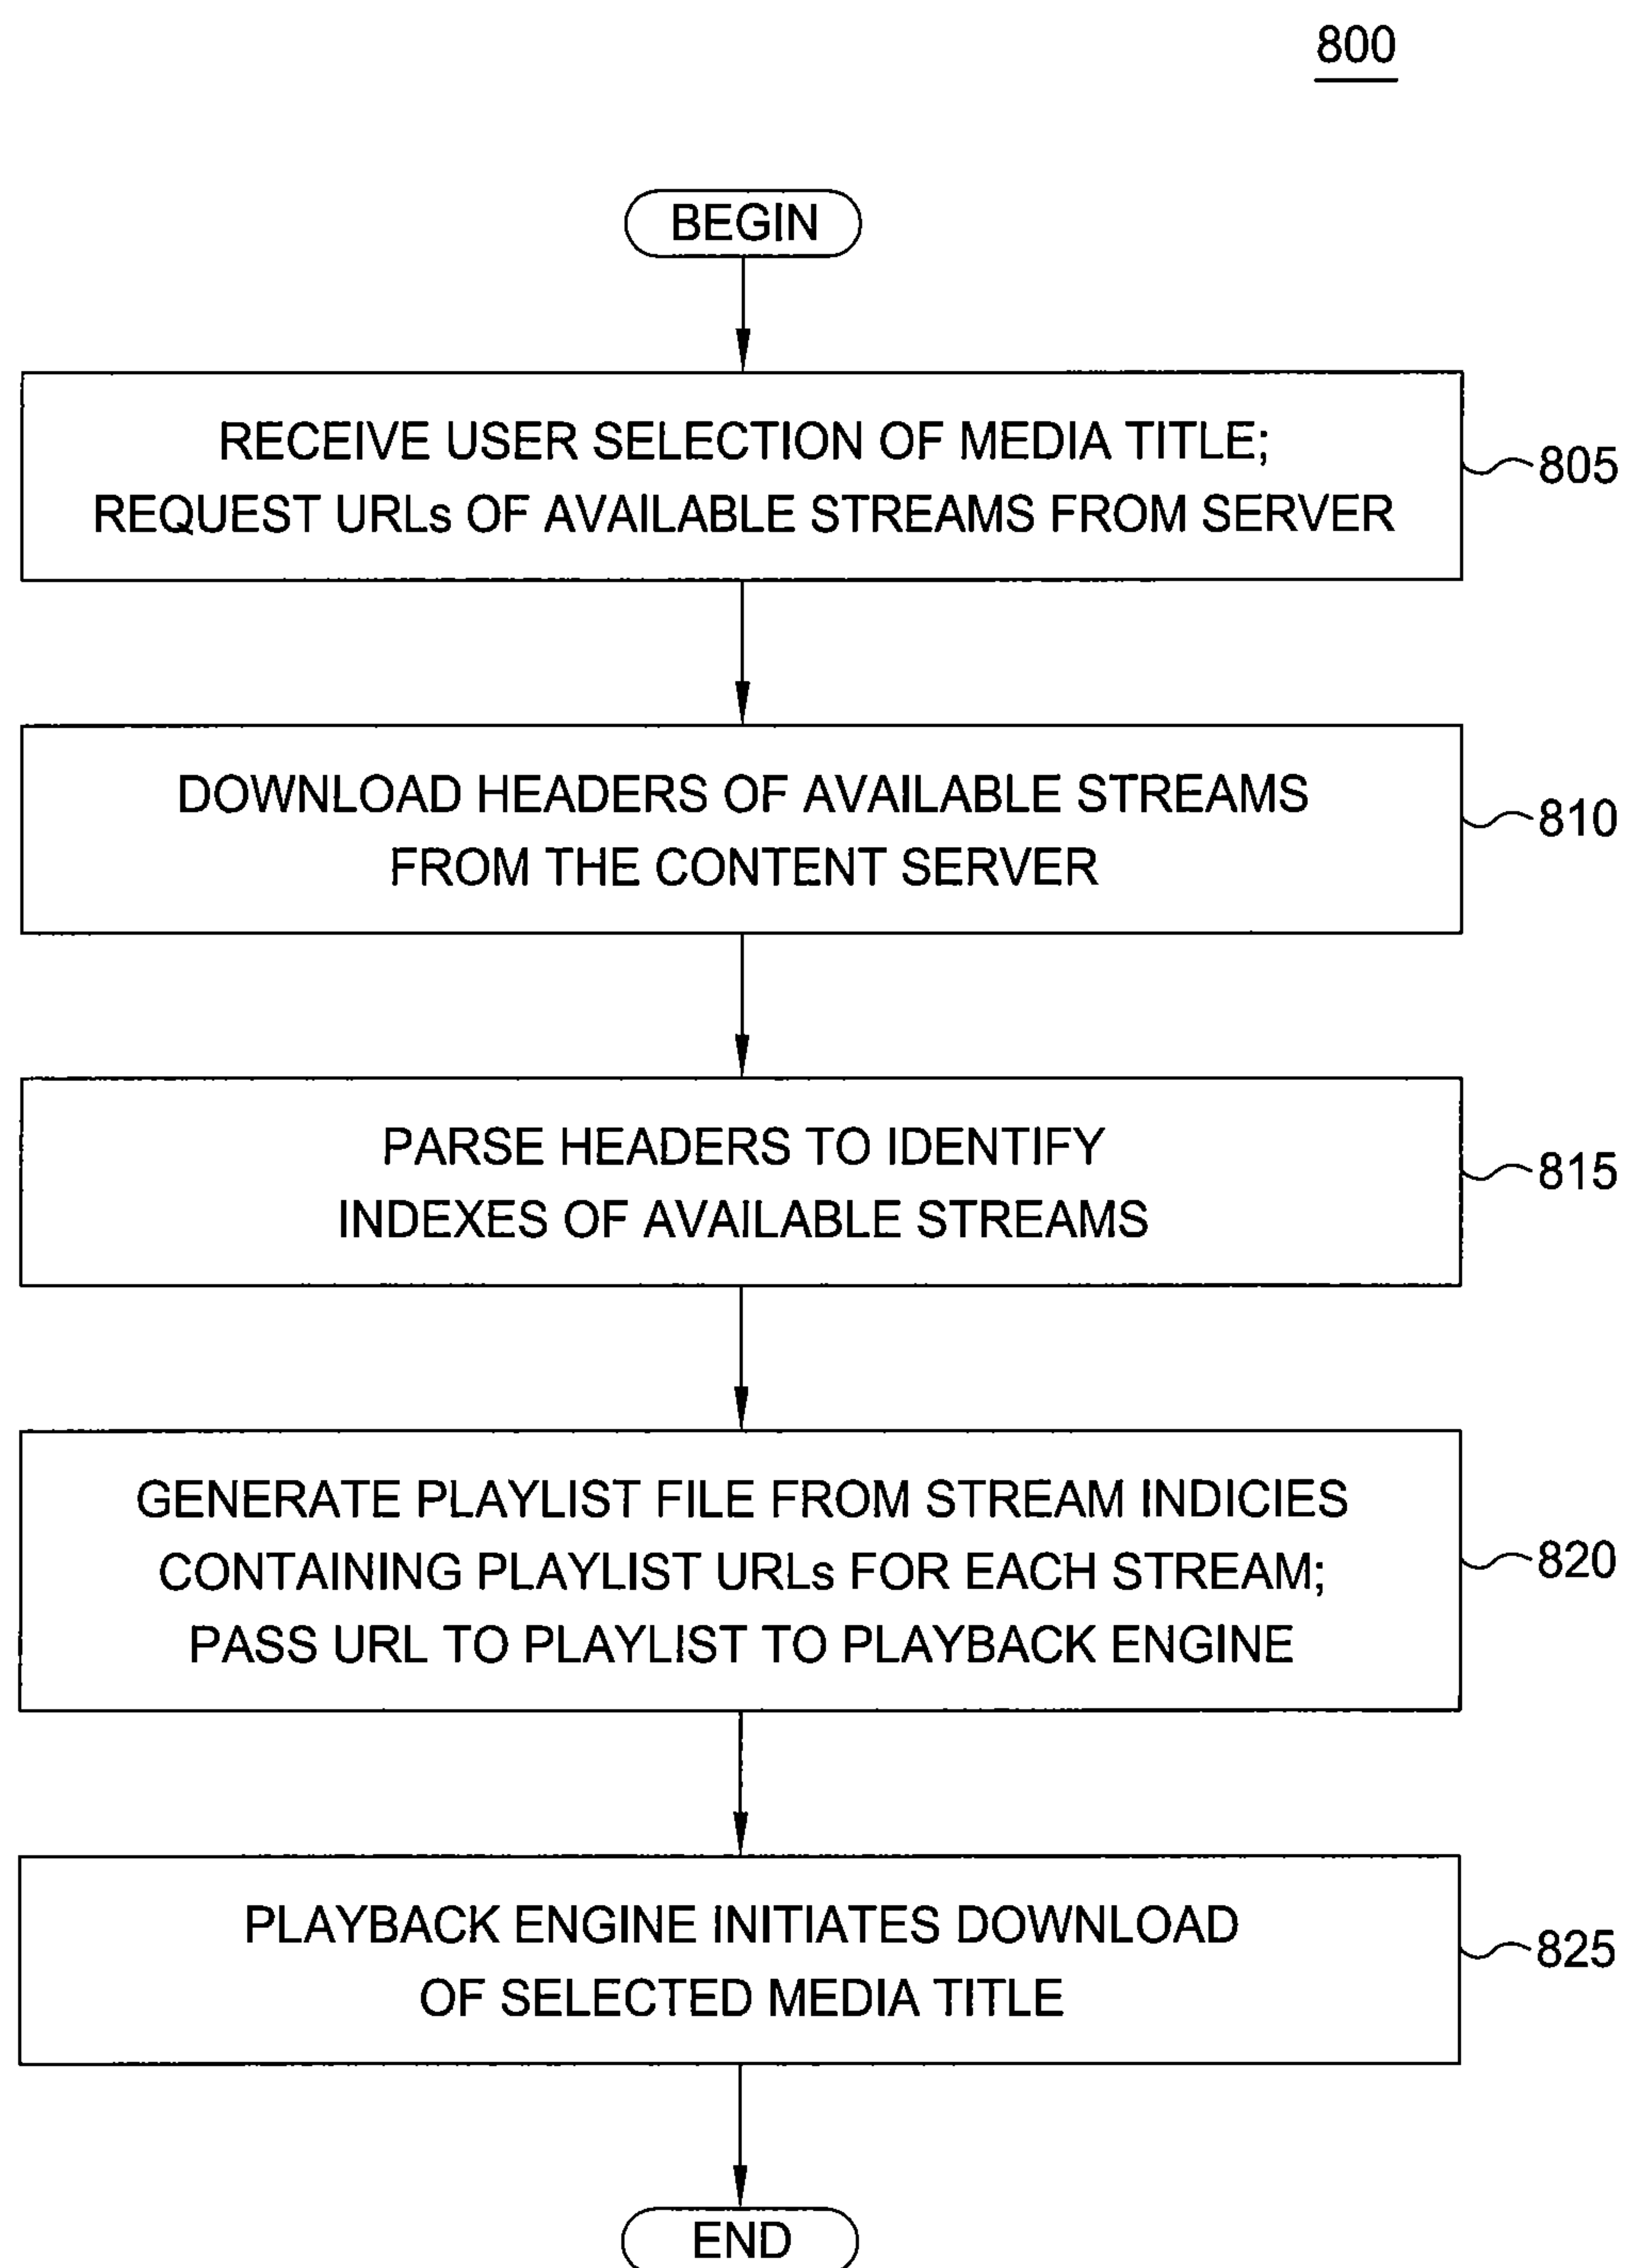 800
BEGIN
RECEIVE USER SELECTION OF MEDIA TITLE;
REQUEST URLs OF AVAILABLE STREAMS FROM SERVER
805
DOWNLOAD HEADERS OF AVAILABLE STREAMS
FROM THE CONTENT SERVER
810
PARSE HEADERS TO IDENTIFY
INDEXES OF AVAILABLE STREAMS
815
GENERATE PLAYLIST FILE FROM STREAM INDICIES
CONTAINING PLAYLIST URLs FOR EACH STREAM;
PASS URL TO PLAYLIST TO PLAYBACK ENGINE
820
PLAYBACK ENGINE INITIATES DOWNLOAD
OF SELECTED MEDIA TITLE
825
END